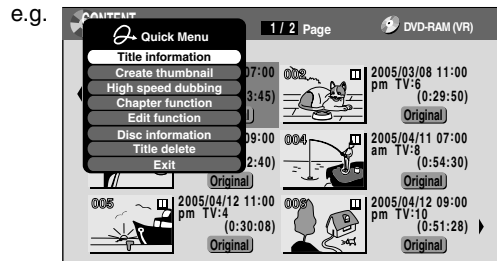 e.g.
CONTENT
1 / 2 Page
DVD-RAM (VR)
Quick Menu
Title information
Create thumbnail
High speed dubbing
Chapter function
Edit function
Disc information
Title delete
Exit
07:00
3:45)
002
2005/03/08 11:00
pm TV:6
(0:29:50)
Original
09:00
2:40)
Original
004
2005/04/11 07:00
am TV:8
(0:54:30)
Original
005
2005/04/12 11:00
pm TV:4
(0:30:08)
Original
006
2005/04/12 09:00
pm TV:10
(0:51:28)
Original